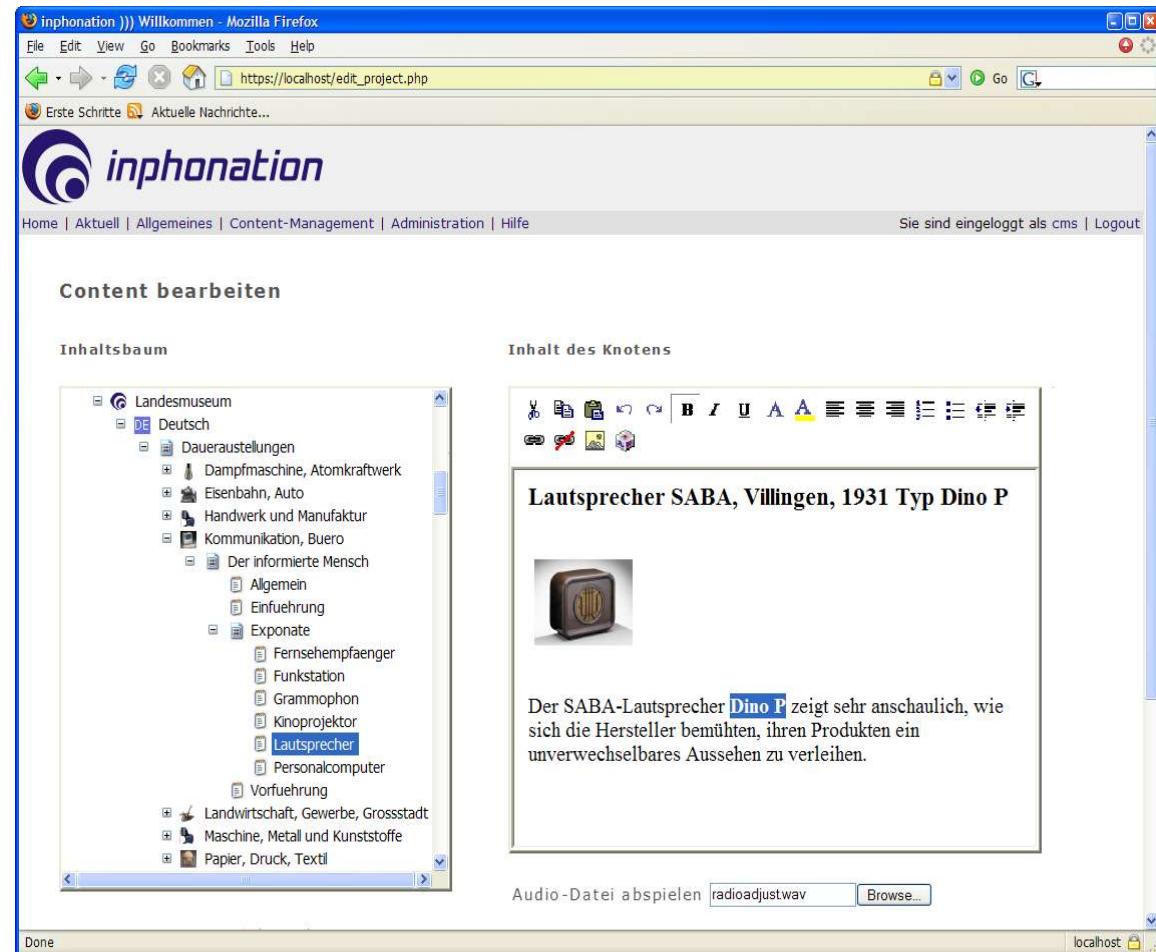 inphonation ))) Willkommen - Mozilla Firefox
File Edit View Go Bookmarks Tools Help
https://localhost/edit_project.php
Go
Erste Schritte Aktuelle Nachrichte...
inphonation
Home | Aktuell | Allgemeines | Content-Management | Administration | Hilfe
Sie sind eingeloggt als cms | Logout
Content bearbeiten
Inhaltsbaum
Landesmuseum
DE Deutsch
Daueraustellungen
Dampfmaschine, Atomkraftwerk
Eisenbahn, Auto
Handwerk und Manufaktur
Kommunikation, Buero
Der informierte Mensch
Allgemein
Einfuehrung
Exponate
Fernsehempfaenger
Funkstation
Grammophon
Kinoprojektor
Lautsprecher
Personalcomputer
Vorfuehrung
Landwirtschaft, Gewerbe, Grossstadt
Maschine, Metall und Kunststoffe
Papier, Druck, Textil
Inhalt des Knotens
B I U A A
Lautsprecher SABA, Villingen, 1931 Typ Dino P
Der SABA-Lautsprecher Dino P zeigt sehr anschaulich, wie
sich die Hersteller bemühten, ihren Produkten ein
unverwechselbares Aussehen zu verleihen.
Audio-Datei abspielen radioadjust.wav Browse...
Done
localhost